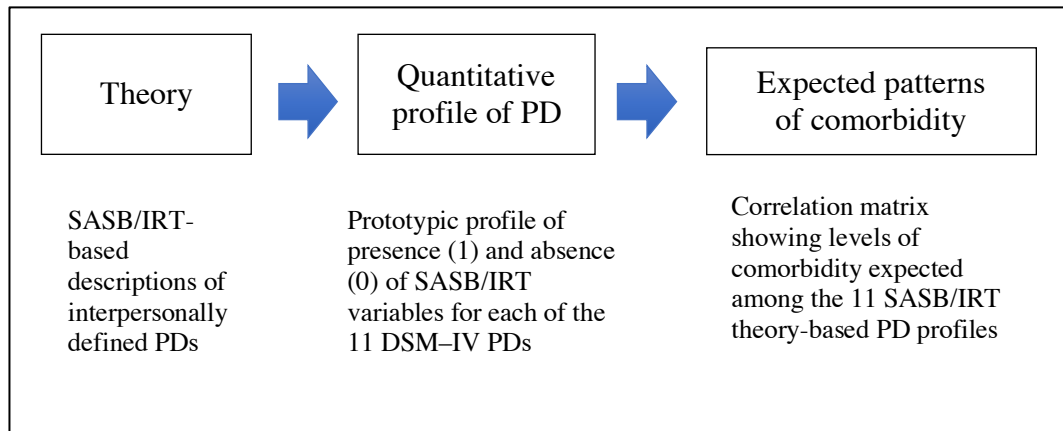 Theory
Quantitative
profile of PD
Expected patterns
of comorbidity
SASB/IRT-
based
descriptions of
interpersonally
defined PDs
Prototypic profile of
presence (1) and absence
(0) of SASB/IRT
variables for each of the
11 DSM–IV PDs
Correlation matrix
showing levels of
comorbidity expected
among the 11 SASB/IRT
theory-based PD profiles